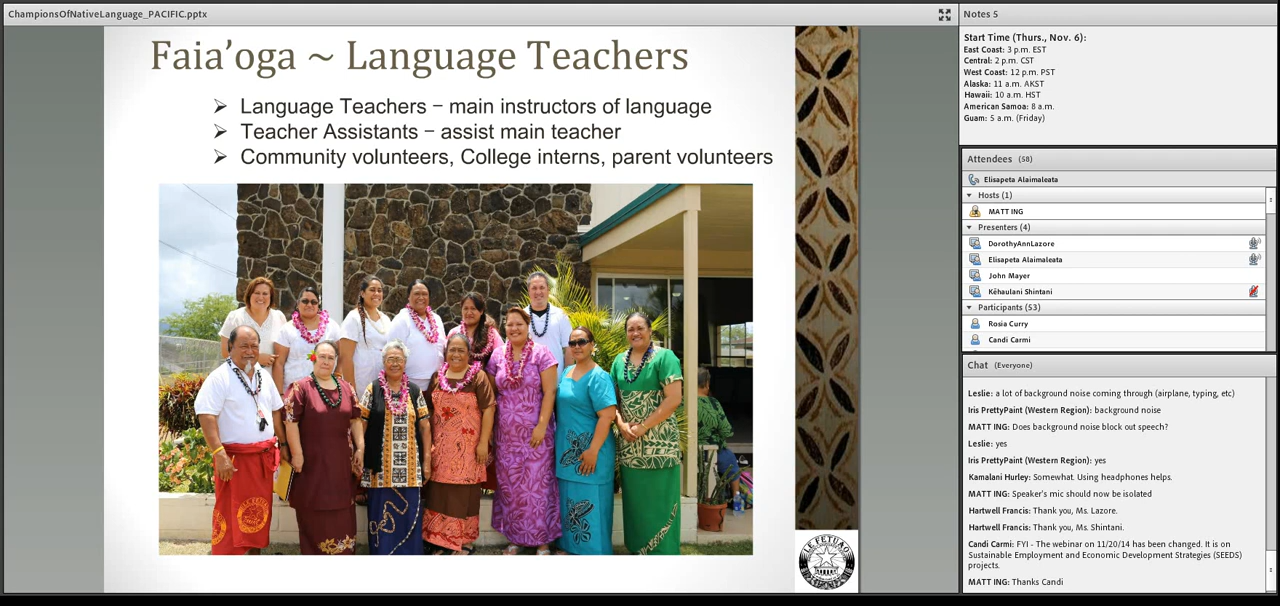 ChampionsOfNativeLanguage_PACIFIC.pptx
Faia’oga ~ Language Teachers
➢ Language Teachers – main instructors of language
➢ Teacher Assistants – assist main teacher
➢ Community volunteers, College interns, parent volunteers
LE FETUAO
Notes 5
Start Time (Thurs., Nov. 6):
East Coast: 3 p.m. EST
Central: 2 p.m. CST
West Coast: 12 p.m. PST
Alaska: 11 a.m. AKST
Hawaii: 10 a.m. HST
American Samoa: 8 a.m.
Guam: 5 a.m. (Friday)
Attendees (58)
Elisapeta Alaimaleata
Hosts (1)
MATT ING
Presenters (4)
DorothyAnnLazore
Elisapeta Alaimaleata
John Mayer
Kēhaulani Shintani
Participants (53)
Rosia Curry
Candi Carmi
Chat (Everyone)
Leslie: a lot of background noise coming through (airplane, typing, etc)
Iris PrettyPaint (Western Region): background noise
MATT ING: Does background noise block out speech?
Leslie: yes
Iris PrettyPaint (Western Region): yes
Kamalani Hurley: Somewhat. Using headphones helps.
MATT ING: Speaker's mic should now be isolated
Hartwell Francis: Thank you, Ms. Lazore.
Hartwell Francis: Thank you, Ms. Shintani.
Candi Carmi: FYI - The webinar on 11/20/14 has been changed. It is on
Sustainable Employment and Economic Development Strategies (SEEDS)
projects.
MATT ING: Thanks Candi